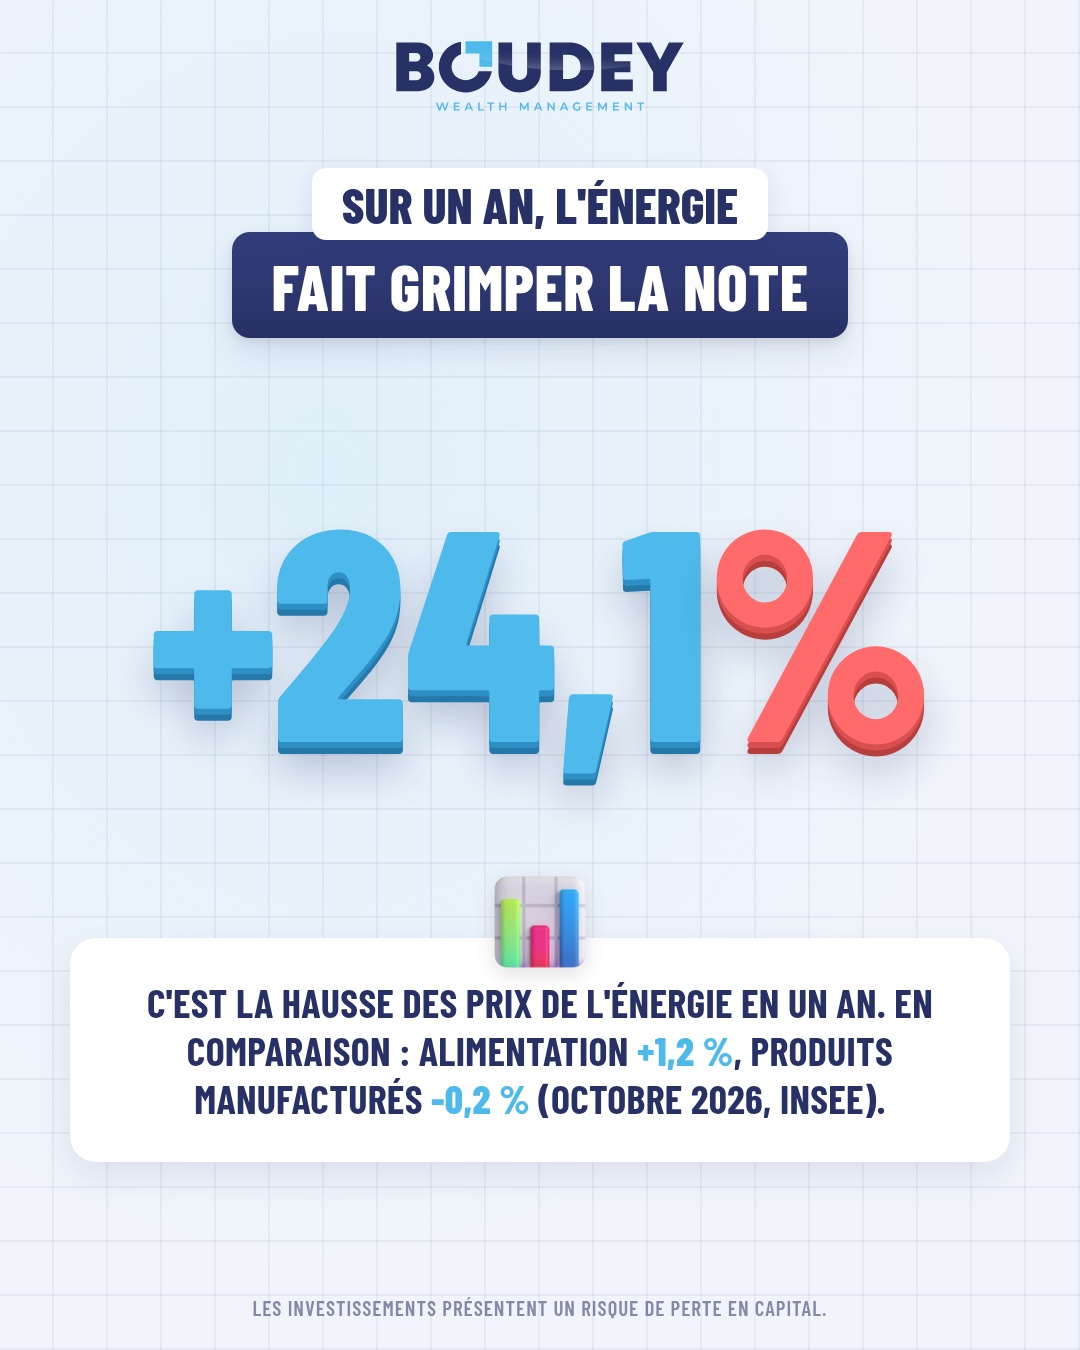 BOUDEY
WEALTH MANAGEMENT
SUR UN AN, L'ÉNERGIE
FAIT GRIMPER LA NOTE
+24,1%
C'EST LA HAUSSE DES PRIX DE L'ÉNERGIE EN UN AN. EN
COMPARAISON : ALIMENTATION +1,2 %, PRODUITS
MANUFACTURÉS -0,2 % (OCTOBRE 2026, INSEE).
LES INVESTISSEMENTS PRÉSENTENT UN RISQUE DE PERTE EN CAPITAL.